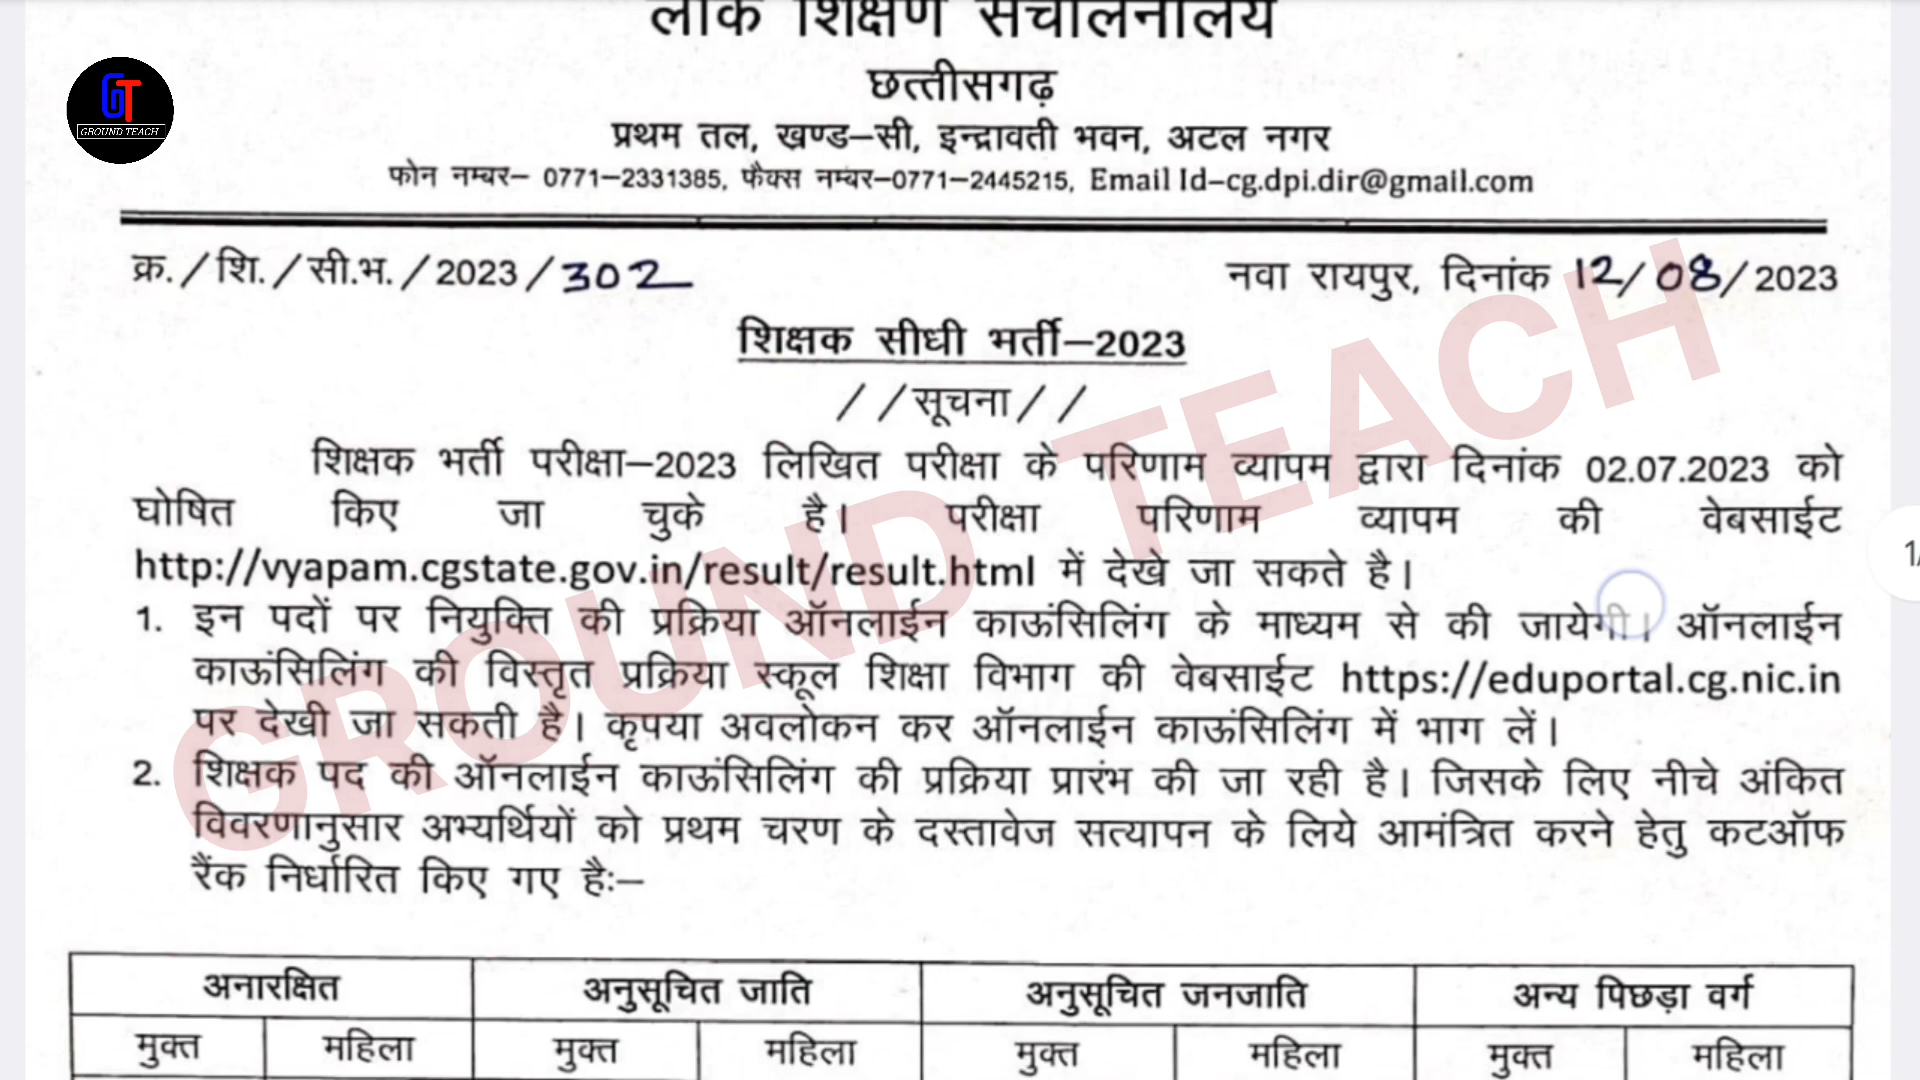 लोक शिक्षण संचालनालय
छत्तीसगढ़
प्रथम तल, खण्ड–सी, इन्द्रावती भवन, अटल नगर
फोन नम्बर– 0771–2331385, फैक्स नम्बर–0771–2445215, Email Id–cg.dpi.dir@gmail.com
GT
GROUND TEACH
क्र./शि./सी.भ./2023/302 नवा रायपुर, दिनांक 12/08/2023
शिक्षक सीधी भर्ती–2023
//सूचना//
शिक्षक भर्ती परीक्षा–2023 लिखित परीक्षा के परिणाम व्यापम द्वारा दिनांक 02.07.2023 को
घोषित किए जा चुके है। परीक्षा परिणाम व्यापम की वेबसाईट
http://vyapam.cgstate.gov.in/result/result.html में देखे जा सकते है।
1. इन पदों पर नियुक्ति की प्रक्रिया ऑनलाईन काऊंसिलिंग के माध्यम से की जायेगी। ऑनलाईन
काऊंसिलिंग की विस्तृत प्रक्रिया स्कूल शिक्षा विभाग की वेबसाईट https://eduportal.cg.nic.in
पर देखी जा सकती है। कृपया अवलोकन कर ऑनलाईन काऊंसिलिंग में भाग लें।
2. शिक्षक पद की ऑनलाईन काऊंसिलिंग की प्रक्रिया प्रारंभ की जा रही है। जिसके लिए नीचे अंकित
विवरणानुसार अभ्यर्थियों को प्रथम चरण के दस्तावेज सत्यापन के लिये आमंत्रित करने हेतु कटऑफ
रैंक निर्धारित किए गए है:–
अनारक्षित अनुसूचित जाति अनुसूचित जनजाति अन्य पिछड़ा वर्ग
मुक्त महिला मुक्त महिला मुक्त महिला मुक्त महिला
GROUND TEACH
1/